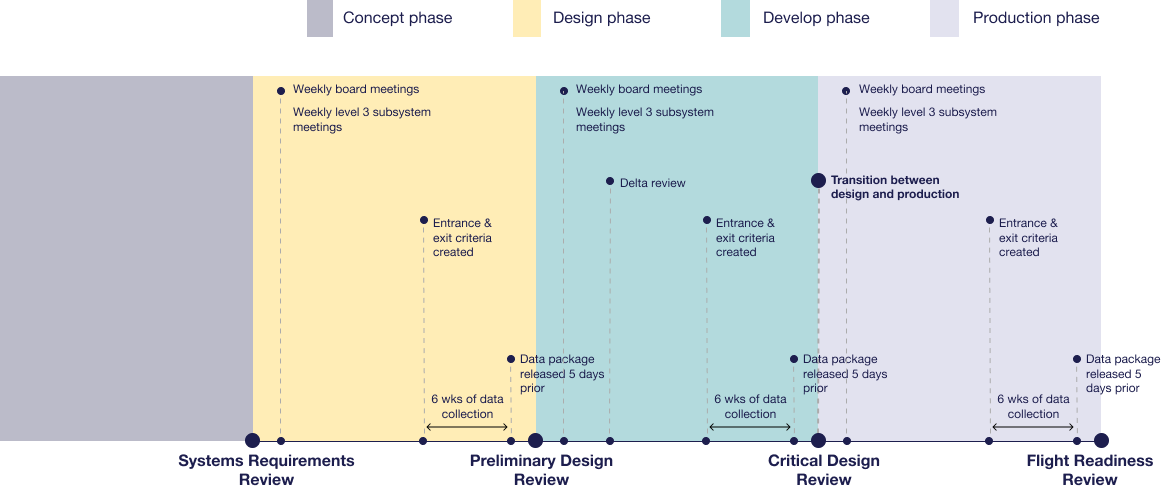 Concept phase
Design phase
Develop phase
Production phase
Weekly board meetings
Weekly level 3 subsystem
meetings
Weekly board meetings
Weekly level 3 subsystem
meetings
Weekly board meetings
Weekly level 3 subsystem
meetings
Delta review
Transition between
design and production
Entrance &
exit criteria
created
Entrance &
exit criteria
created
Entrance &
exit criteria
created
Data package
released 5 days
prior
Data package
released 5 days
prior
Data package
released 5
days prior
6 wks of data
collection
6 wks of data
collection
6 wks of data
collection
Systems Requirements
Review
Preliminary Design
Review
Critical Design
Review
Flight Readiness
Review